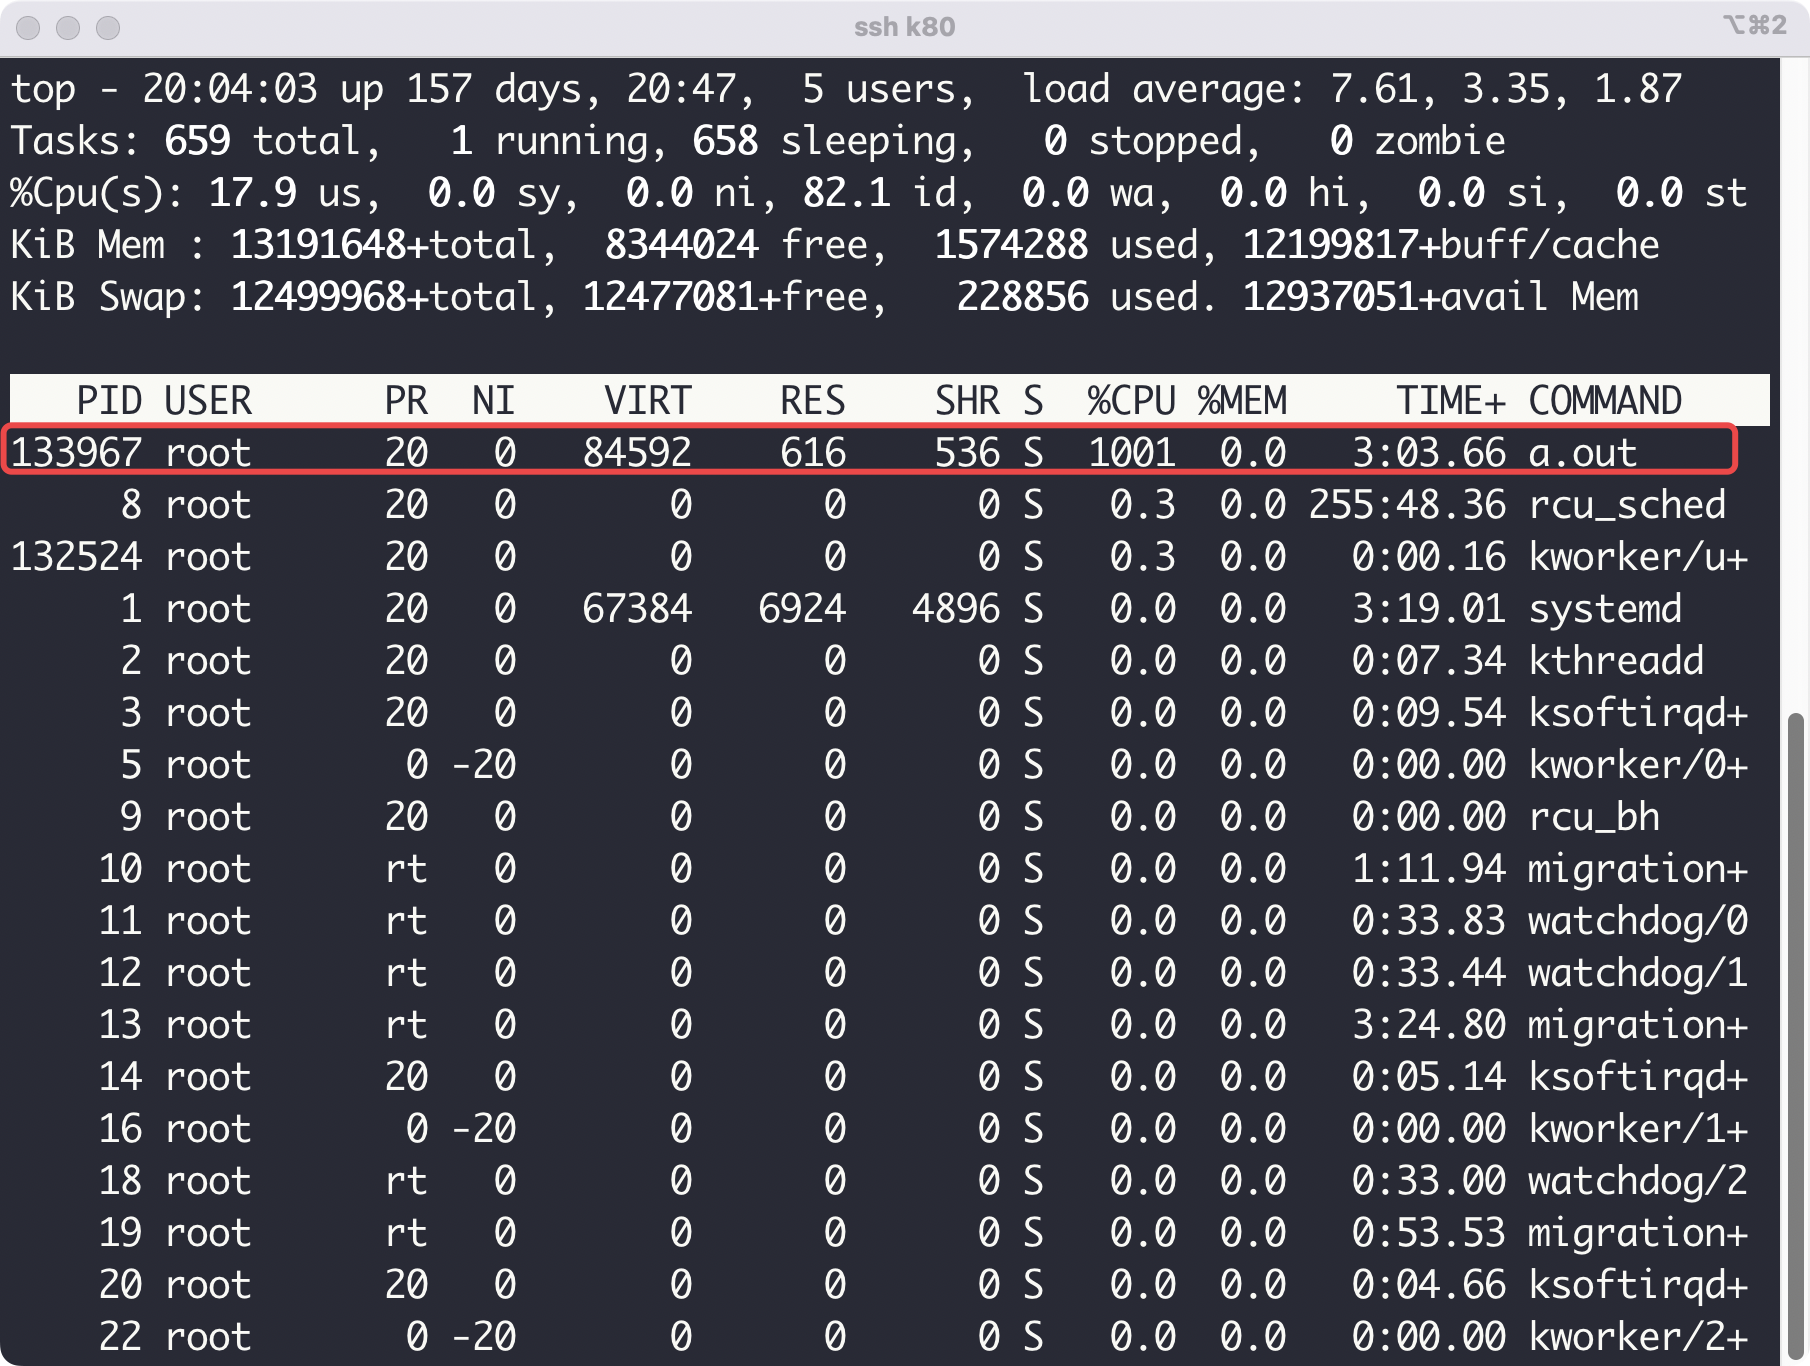 ssh k80
⌥⌘2
top - 20:04:03 up 157 days, 20:47,  5 users,  load average: 7.61, 3.35, 1.87
Tasks: 659 total,   1 running, 658 sleeping,   0 stopped,   0 zombie
%Cpu(s): 17.9 us,  0.0 sy,  0.0 ni, 82.1 id,  0.0 wa,  0.0 hi,  0.0 si,  0.0 st
KiB Mem : 13191648+total,  8344024 free,  1574288 used, 12199817+buff/cache
KiB Swap: 12499968+total, 12477081+free,   228856 used. 12937051+avail Mem
   PID USER      PR  NI    VIRT    RES    SHR S  %CPU %MEM     TIME+ COMMAND
133967 root      20   0   84592    616    536 S  1001  0.0   3:03.66 a.out
     8 root      20   0       0      0      0 S   0.3  0.0 255:48.36 rcu_sched
132524 root      20   0       0      0      0 S   0.3  0.0   0:00.16 kworker/u+
     1 root      20   0   67384   6924   4896 S   0.0  0.0   3:19.01 systemd
     2 root      20   0       0      0      0 S   0.0  0.0   0:07.34 kthreadd
     3 root      20   0       0      0      0 S   0.0  0.0   0:09.54 ksoftirqd+
     5 root       0 -20       0      0      0 S   0.0  0.0   0:00.00 kworker/0+
     9 root      20   0       0      0      0 S   0.0  0.0   0:00.00 rcu_bh
    10 root      rt   0       0      0      0 S   0.0  0.0   1:11.94 migration+
    11 root      rt   0       0      0      0 S   0.0  0.0   0:33.83 watchdog/0
    12 root      rt   0       0      0      0 S   0.0  0.0   0:33.44 watchdog/1
    13 root      rt   0       0      0      0 S   0.0  0.0   3:24.80 migration+
    14 root      20   0       0      0      0 S   0.0  0.0   0:05.14 ksoftirqd+
    16 root       0 -20       0      0      0 S   0.0  0.0   0:00.00 kworker/1+
    18 root      rt   0       0      0      0 S   0.0  0.0   0:33.00 watchdog/2
    19 root      rt   0       0      0      0 S   0.0  0.0   0:53.53 migration+
    20 root      20   0       0      0      0 S   0.0  0.0   0:04.66 ksoftirqd+
    22 root       0 -20       0      0      0 S   0.0  0.0   0:00.00 kworker/2+